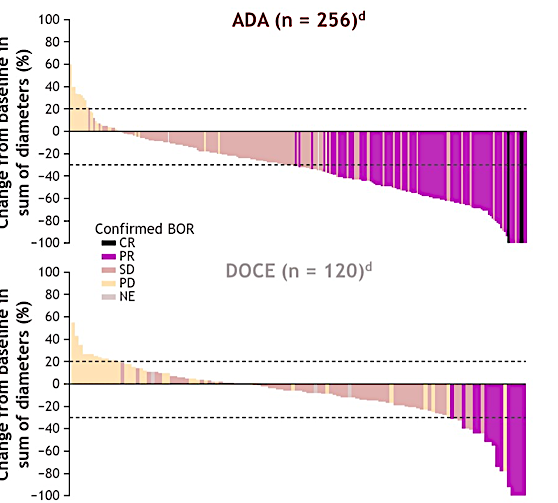 ADA (n = 256)d
Change from baseline in
sum of diameters (%)
100
80
60
40
20
0
−20
−40
−60
−80
−100
Confirmed BOR
CR
PR
SD
PD
NE
DOCE (n = 120)d
Change from baseline in
sum of diameters (%)
100
80
60
40
20
0
−20
−40
−60
−80
−100